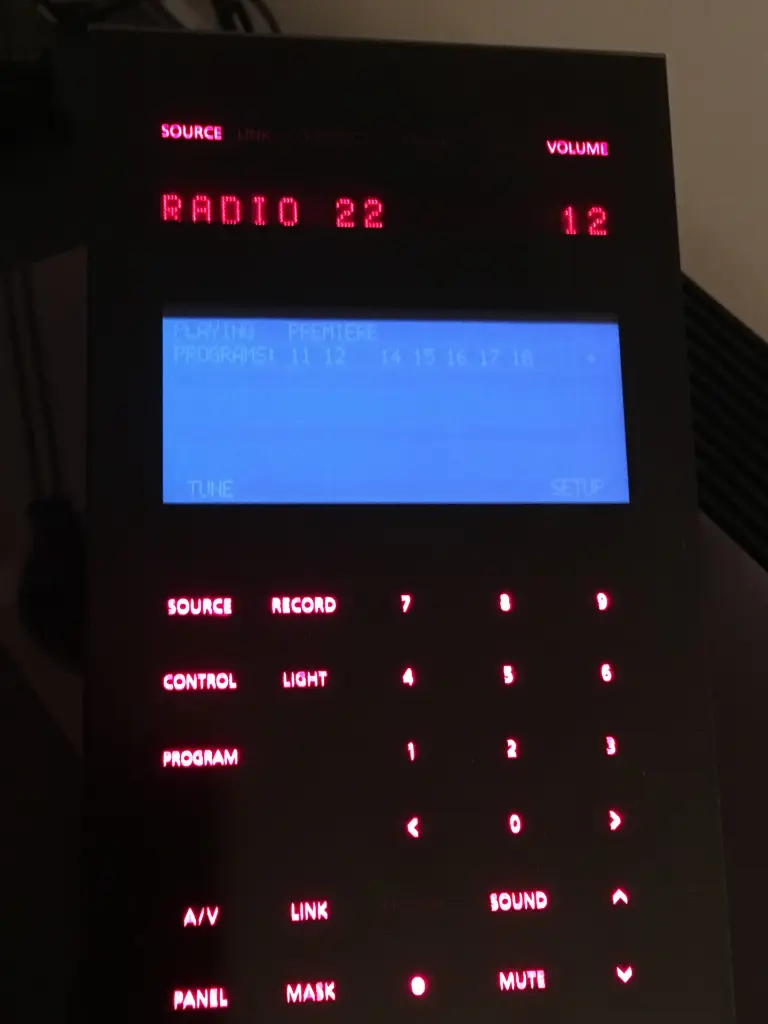 SOURCE LINK VOLUME
RADIO 22 12
PLAYING PREMIERE
PROGRAMS: 11 12 14 15 16 17 18 +
TUNE SETUP
SOURCE RECORD 7 8 9
CONTROL LIGHT 4 5 6
PROGRAM 1 2 3
< 0 >
A/V LINK SOUND
PANEL MASK MUTE